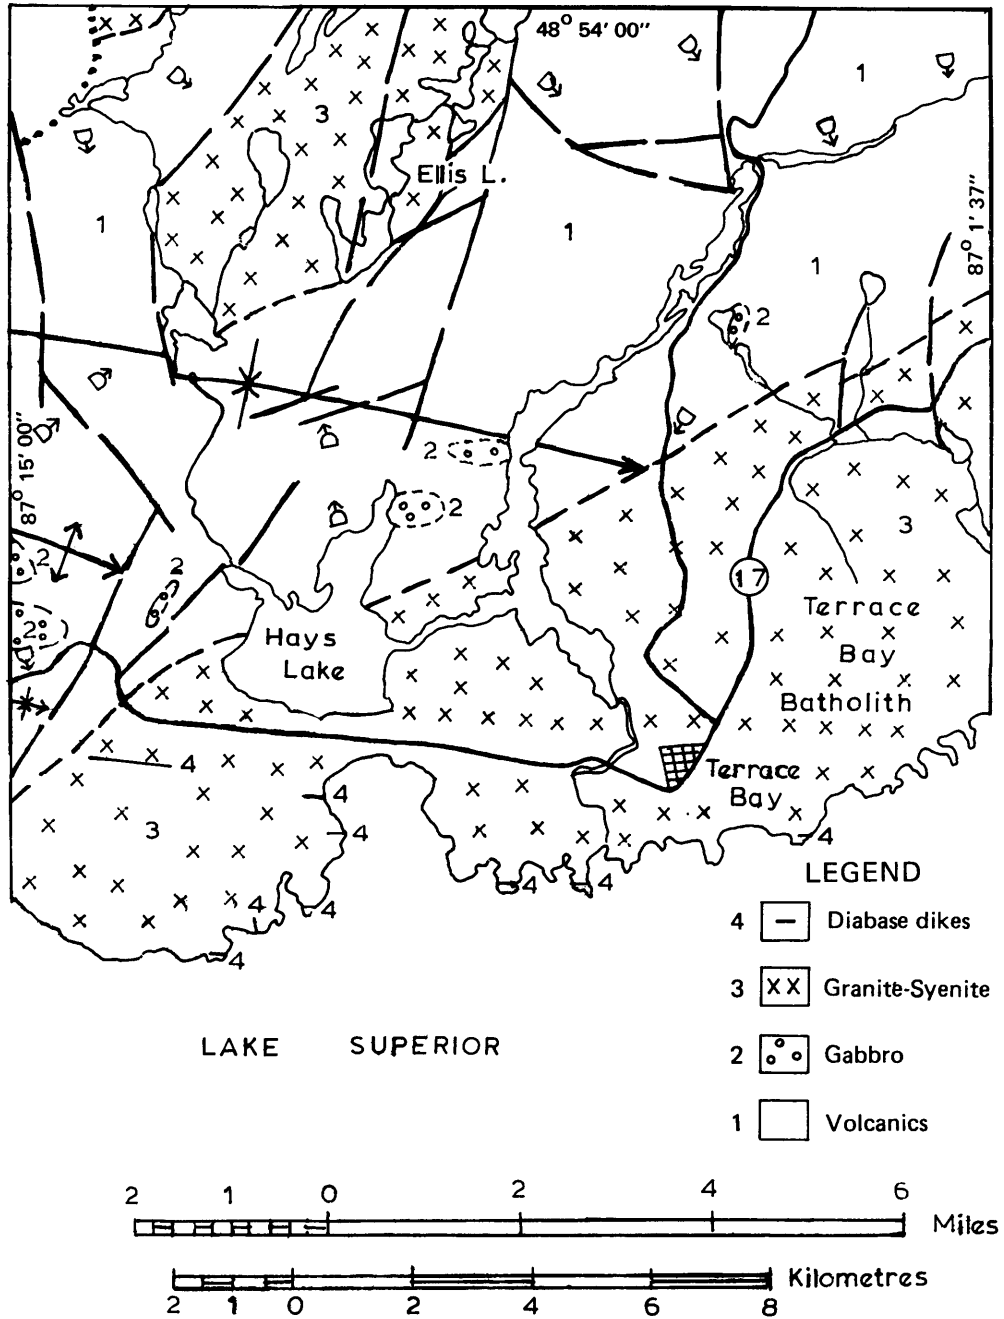 48° 54' 00"
1
3
Ellis L.
87° 1' 37"
1
1
1
2
87° 15' 00"
2
2
2
2
2
3
17
Hays
Lake
Terrace
Bay
Batholith
4
Terrace
Bay
4
3
4
4
4
4
4
4
4
LEGEND
4 Diabase dikes
3 XX Granite-Syenite
2 Gabbro
1 Volcanics
LAKE SUPERIOR
2 1 0 2 4 6
Miles
Kilometres
2 1 0 2 4 6 8